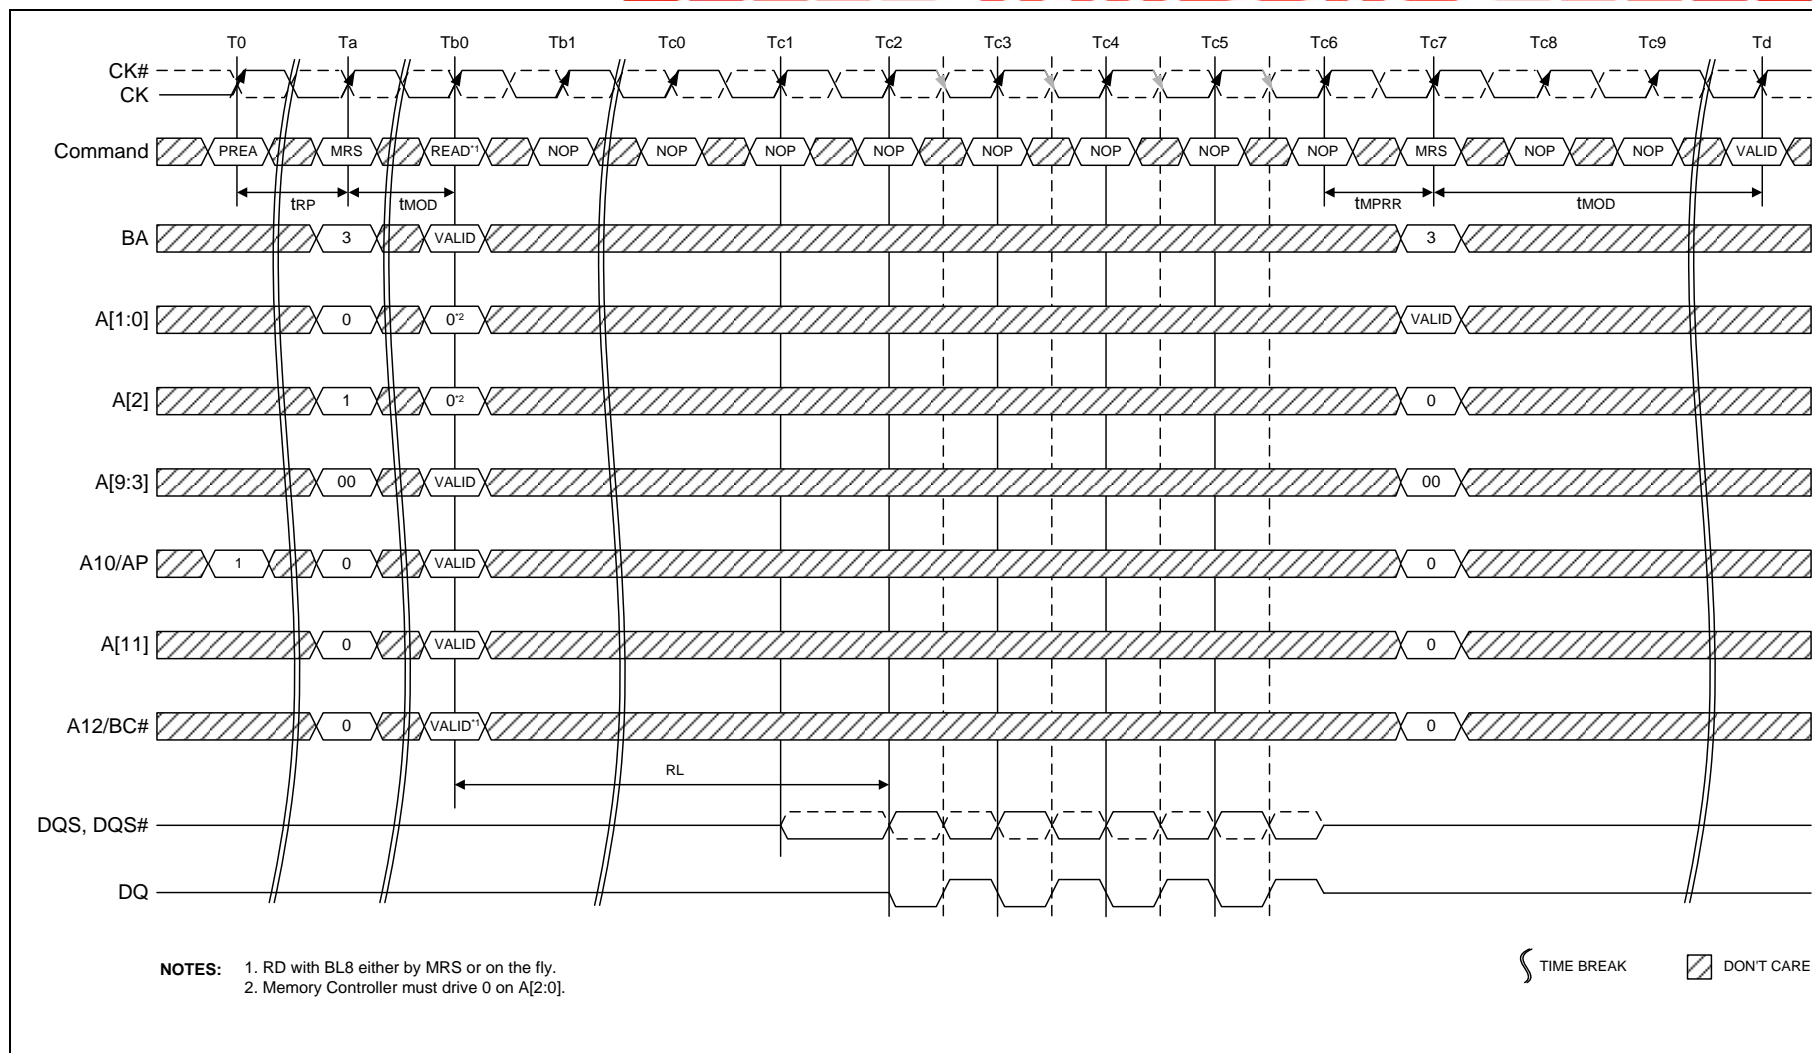 T0 Ta Tb0 Tb1 Tc0 Tc1 Tc2 Tc3 Tc4 Tc5 Tc6 Tc7 Tc8 Tc9 Td
CK#
CK
Command PREA MRS READ*1 NOP NOP NOP NOP NOP NOP NOP NOP MRS NOP NOP VALID
tRP tMOD tMPRR tMOD
BA 3 VALID 3
A[1:0] 0 0*2 VALID
A[2] 1 0*2 0
A[9:3] 00 VALID 00
A10/AP 1 0 VALID 0
A[11] 0 VALID 0
A12/BC# 0 VALID*1 0
RL
DQS, DQS#
DQ
NOTES: 1. RD with BL8 either by MRS or on the fly.
2. Memory Controller must drive 0 on A[2:0].
TIME BREAK DON'T CARE